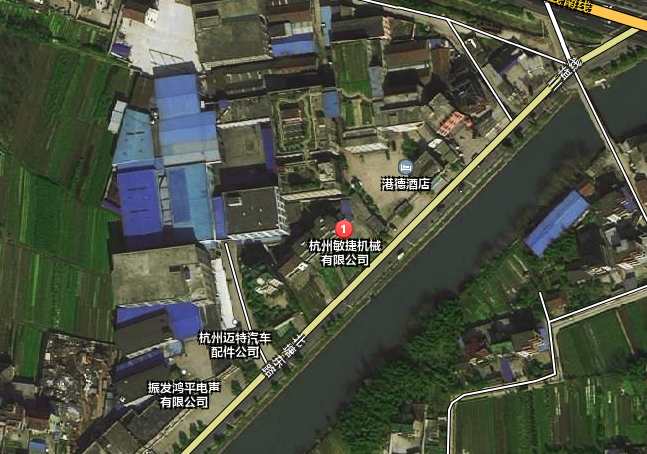 港德酒店
1
杭州敏捷机械
有限公司
杭州迈特汽车
配件公司
振发鸿平电声
有限公司